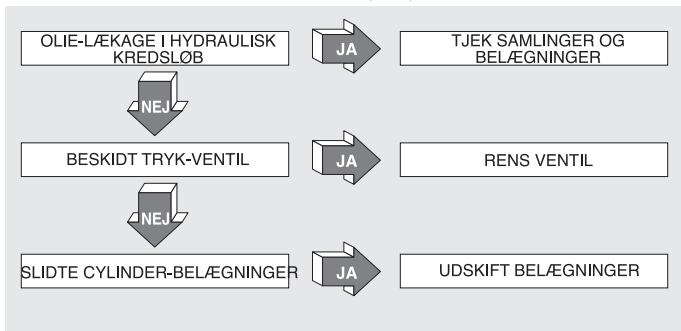 OLIE-LÆKAGE I HYDRAULISK
KREDSLØB
JA
TJEK SAMLINGER OG
BELÆGNINGER
NEJ
BESKIDT TRYK-VENTIL
JA
RENS VENTIL
NEJ
SLIDTE CYLINDER-BELÆGNINGER
JA
UDSKIFT BELÆGNINGER